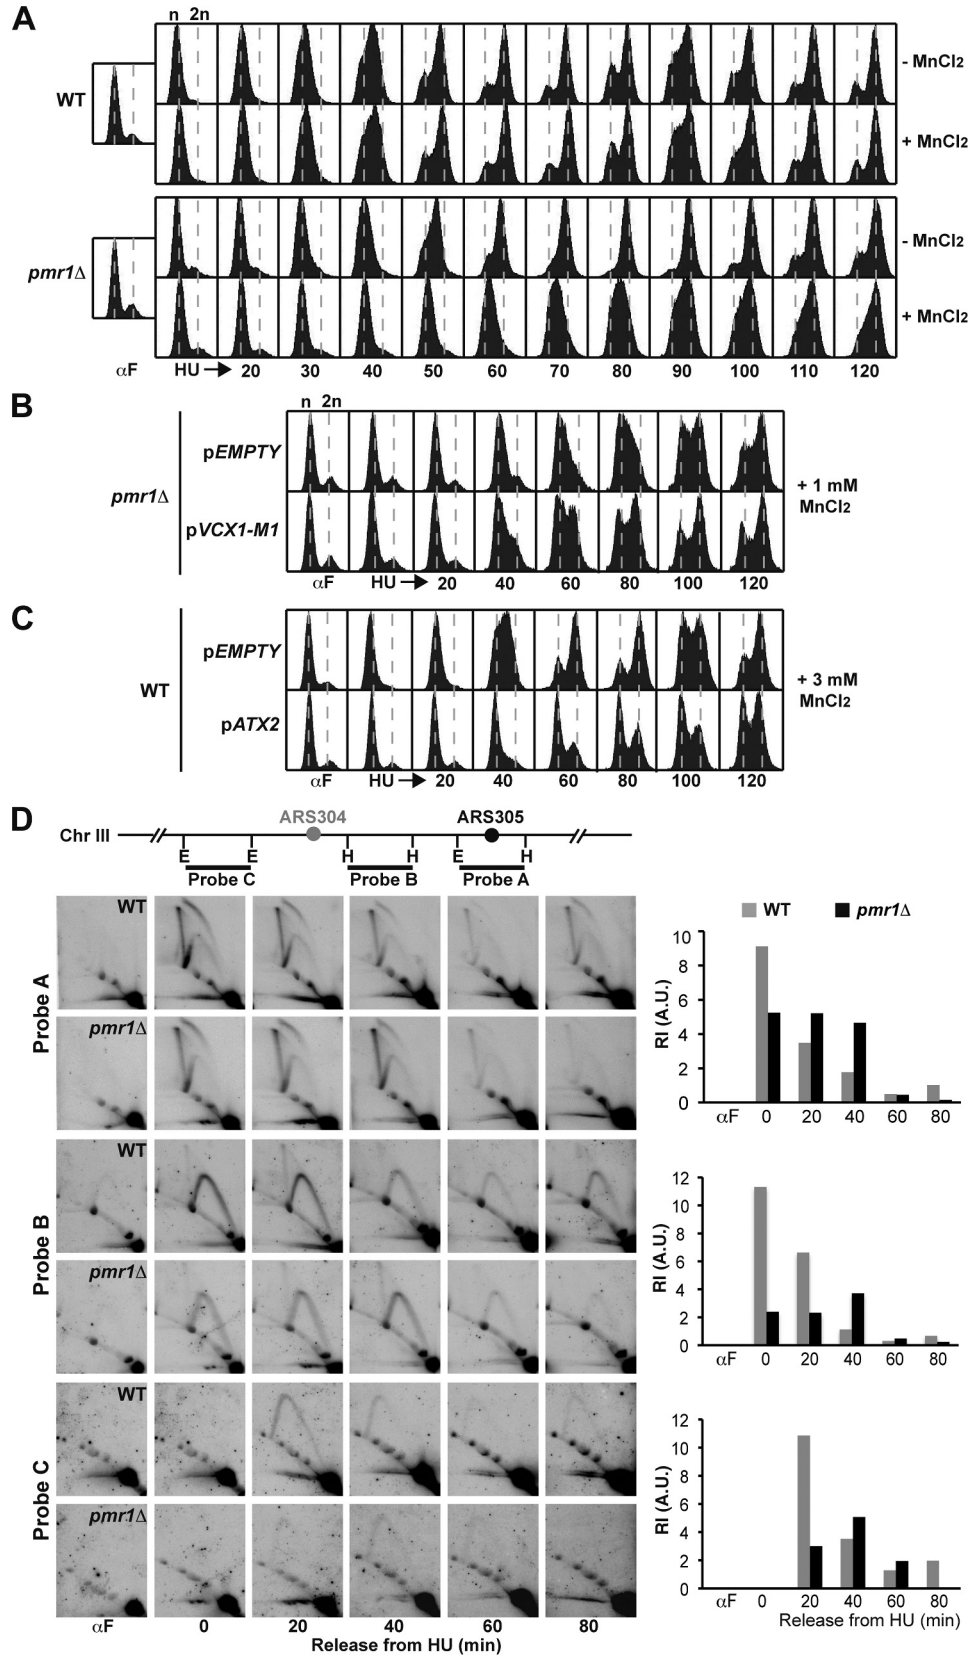 A
n 2n
- MnCl2
WT
+ MnCl2
- MnCl2
pmr1Δ
+ MnCl2
αF HU 20 30 40 50 60 70 80 90 100 110 120
B
n 2n
pEMPTY
pmr1Δ
+ 1 mM
MnCl2
pVCX1-M1
αF HU 20 40 60 80 100 120
C
pEMPTY
WT
+ 3 mM
MnCl2
pATX2
αF HU 20 40 60 80 100 120
D
ARS304 ARS305
Chr III
E E H H E H
Probe C Probe B Probe A
Probe A
WT
pmr1Δ
Probe B
WT
pmr1Δ
Probe C
WT
pmr1Δ
αF 0 20 40 60 80
Release from HU (min)
WT pmr1Δ
RI (A.U.)
10
8
6
4
2
0
αF 0 20 40 60 80
RI (A.U.)
12
10
8
6
4
2
0
αF 0 20 40 60 80
RI (A.U.)
12
10
8
6
4
2
0
αF 0 20 40 60 80
Release from HU (min)